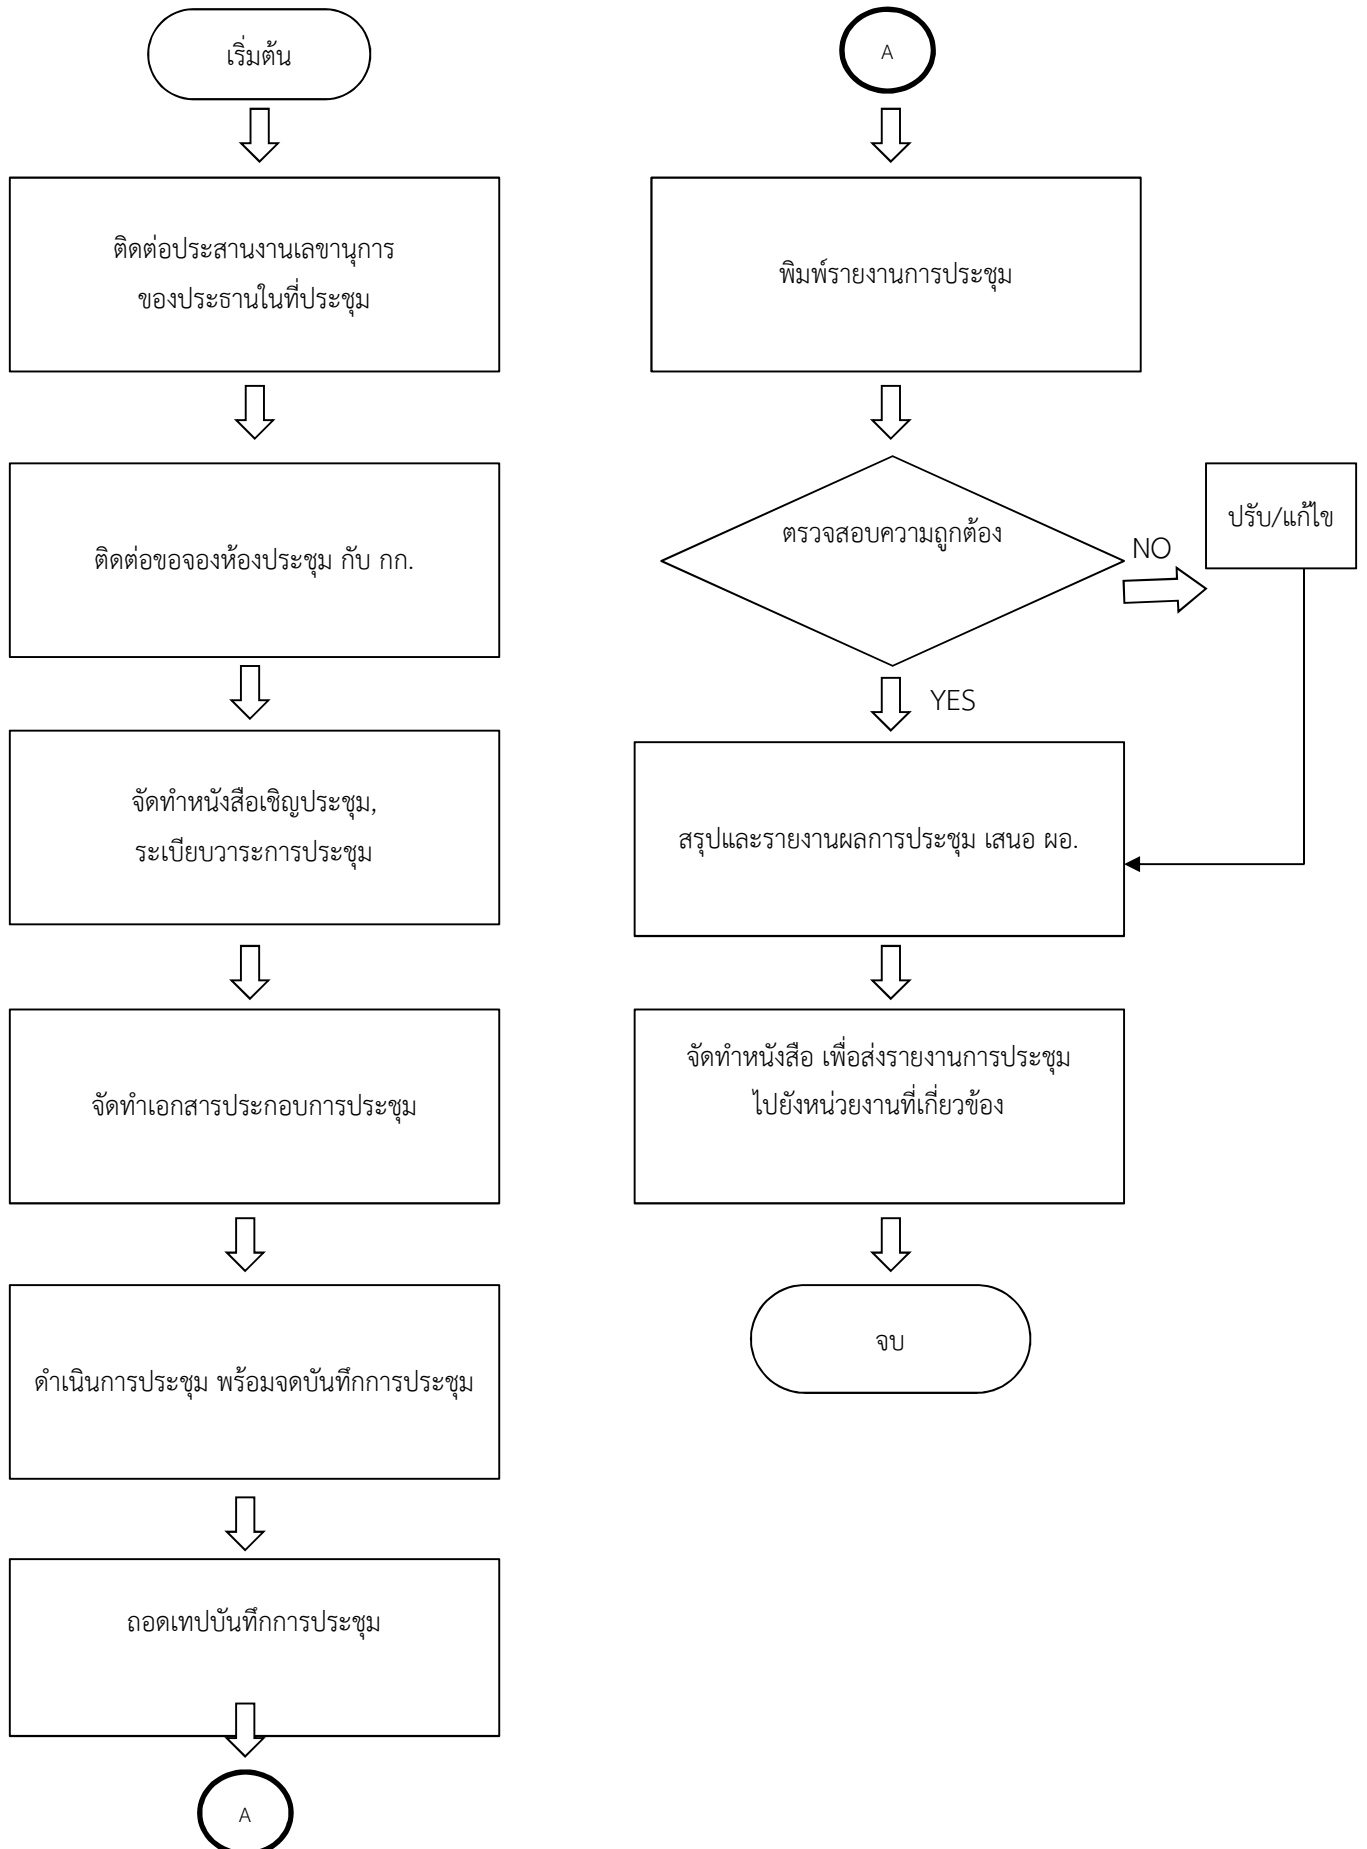 เริ่มต้น
ติดต่อประสานงานเลขานุการ
ของประธานในที่ประชุม
ติดต่อขอจองห้องประชุม กับ กก.
จัดทำหนังสือเชิญประชุม,
ระเบียบวาระการประชุม
จัดทำเอกสารประกอบการประชุม
ดำเนินการประชุม พร้อมจดบันทึกการประชุม
ถอดเทปบันทึกการประชุม
A
A
พิมพ์รายงานการประชุม
ตรวจสอบความถูกต้อง
NO
ปรับ/แก้ไข
YES
สรุปและรายงานผลการประชุม เสนอ ผอ.
จัดทำหนังสือ เพื่อส่งรายงานการประชุม
ไปยังหน่วยงานที่เกี่ยวข้อง
จบ